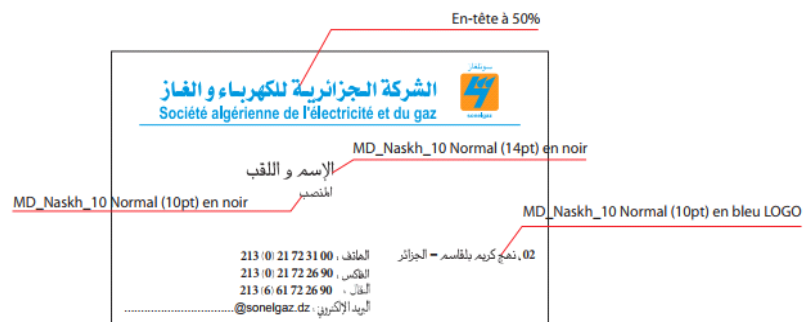 En-tête à 50%
سونلغاز
الشركة الجزائرية للكهرباء و الغاز
Société algérienne de l'électricité et du gaz
sonelgaz
MD_Naskh_10 Normal (14pt) en noir
الإسم و اللقب
المنصب
MD_Naskh_10 Normal (10pt) en noir
MD_Naskh_10 Normal (10pt) en bleu LOGO
02 ، نهج كريم بلقاسم – الجزائر
الهاتف : 213 (0) 21 72 31 00
الفاكس : 213 (0) 21 72 26 90
النقال : 213 (6) 61 72 26 90
البريد الإلكتروني : ................................@sonelgaz.dz